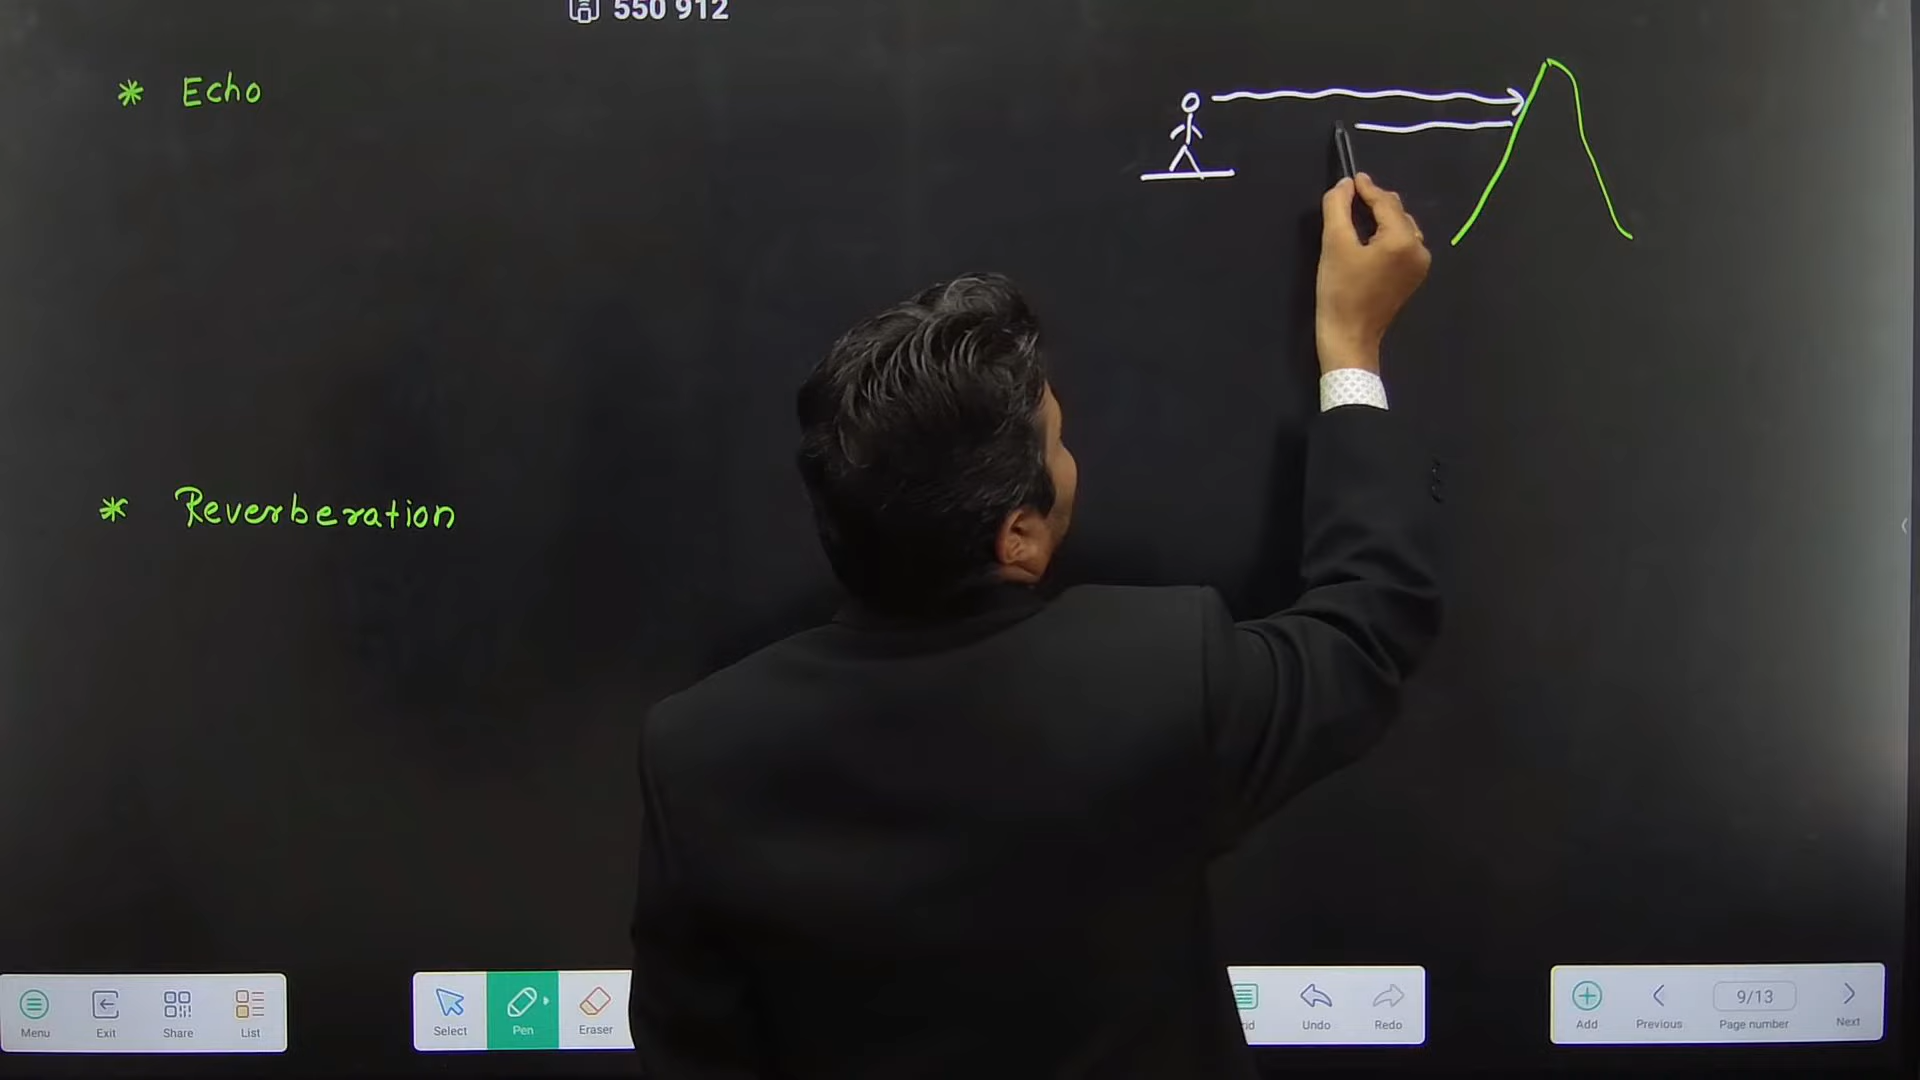 550 912
* Echo
* Reverberation
Menu Exit Share List
Select Pen Eraser
Undo Redo
Add Previous 9/13 Page number Next